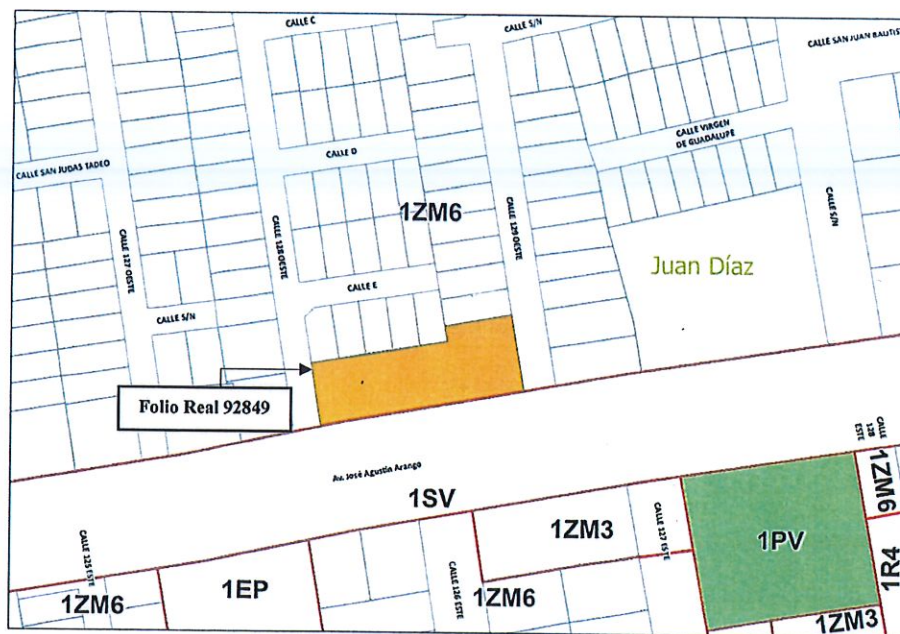 CALLE C
CALLE S/N
CALLE SAN JUAN BAUTIS
CALLE VIRGEN
DE GUADALUPE
CALLE D
CALLE SAN JUDAS TADEO
1ZM6
CALLE S/N
CALLE 127 OESTE
CALLE 128 OESTE
CALLE 129 OESTE
Juan Díaz
CALLE E
CALLE S/N
Folio Real 92849
CALLE 128 ESTE
Av. José Agustín Arango
1SV
1ZM6
1ZM3
CALLE 127 ESTE
1PV
CALLE 125 ESTE
1R4
1EP
CALLE 126 ESTE
1ZM6
1ZM6
1ZM3